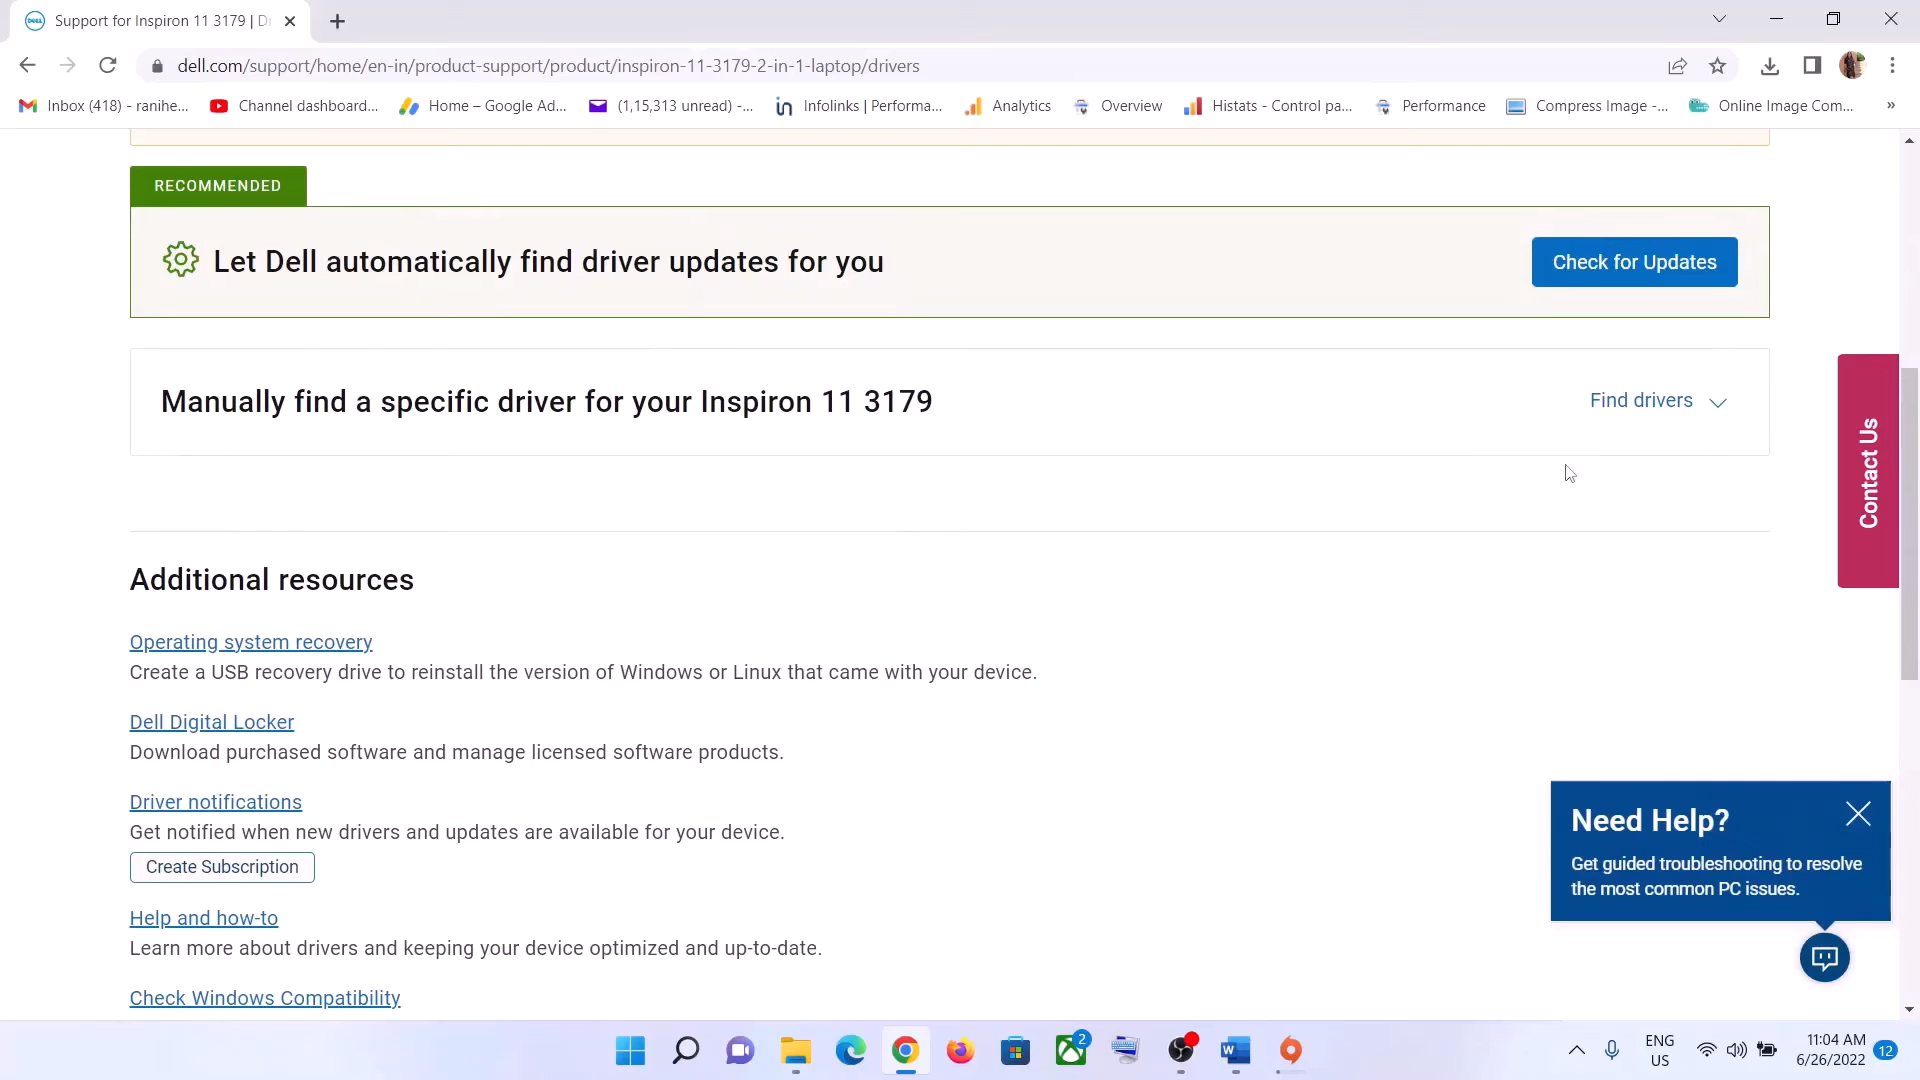 Support for Inspiron 11 3179 | Dr
dell.com/support/home/en-in/product-support/product/inspiron-11-3179-2-in-1-laptop/drivers
Inbox (418) - ranihe...
Channel dashboard...
Home – Google Ad...
(1,15,313 unread) -...
Infolinks | Performa...
Analytics
Overview
Histats - Control pa...
Performance
Compress Image -...
Online Image Com...
»
RECOMMENDED
Let Dell automatically find driver updates for you
Check for Updates
Manually find a specific driver for your Inspiron 11 3179
Find drivers
Contact Us
Additional resources
Operating system recovery
Create a USB recovery drive to reinstall the version of Windows or Linux that came with your device.
Dell Digital Locker
Download purchased software and manage licensed software products.
Driver notifications
Get notified when new drivers and updates are available for your device.
Create Subscription
Help and how-to
Learn more about drivers and keeping your device optimized and up-to-date.
Check Windows Compatibility
Need Help?
Get guided troubleshooting to resolve
the most common PC issues.
2
ENG
US
11:04 AM
6/26/2022
12